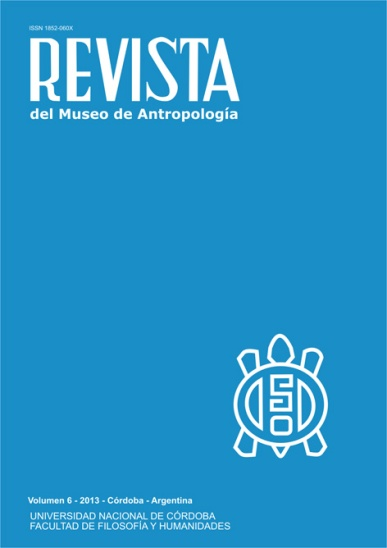 ISSN 1852-060X
REVISTA
del Museo de Antropología
Volumen 6 - 2013 - Córdoba - Argentina
UNIVERSIDAD NACIONAL DE CÓRDOBA
FACULTAD DE FILOSOFÍA Y HUMANIDADES